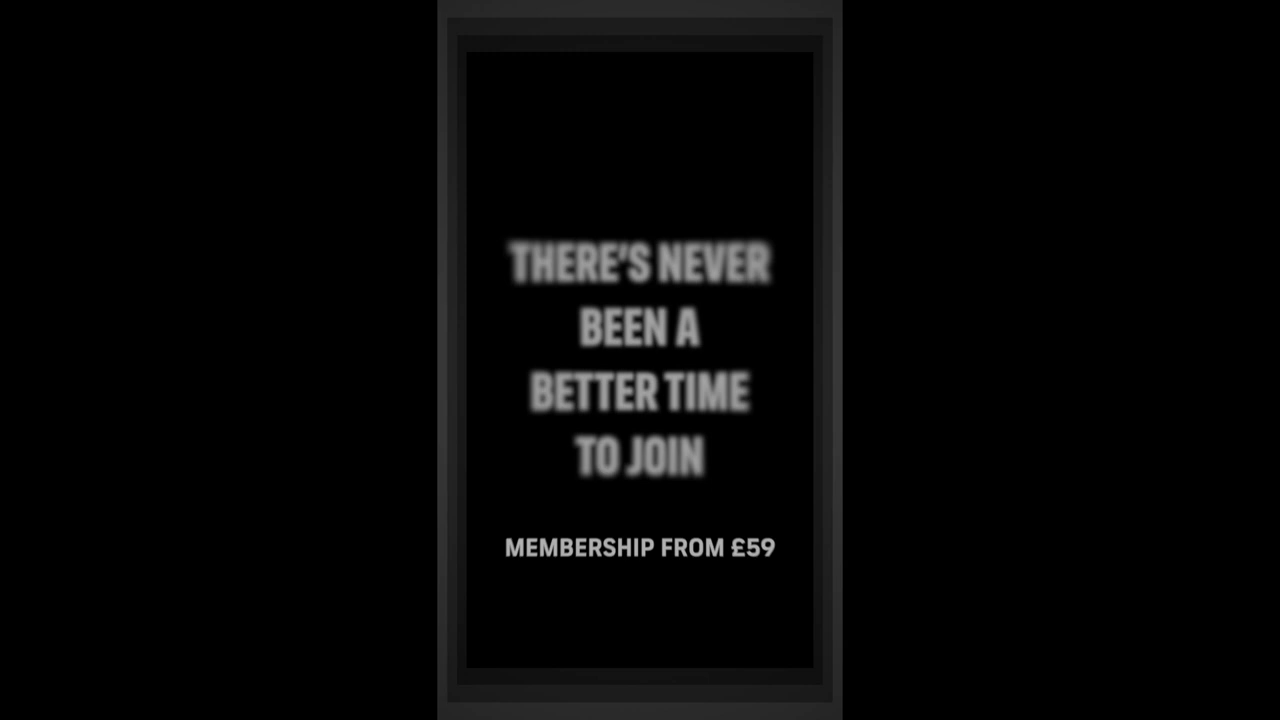 THERE'S NEVER
BEEN A
BETTER TIME
TO JOIN
MEMBERSHIP FROM £59